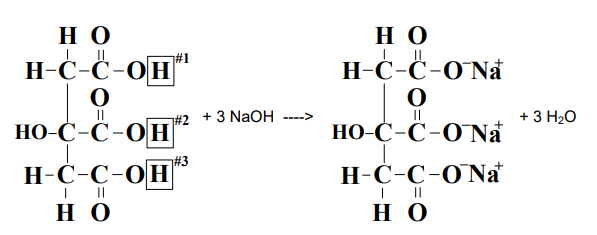 H O H O
H-C-C-OH #1 H-C-C-O⁻Na⁺
O O
HO-C-C-OH #2 + 3 NaOH ----> HO-C-C-O⁻Na⁺ + 3 H₂O
H-C-C-OH #3 H-C-C-O⁻Na⁺
H O H O